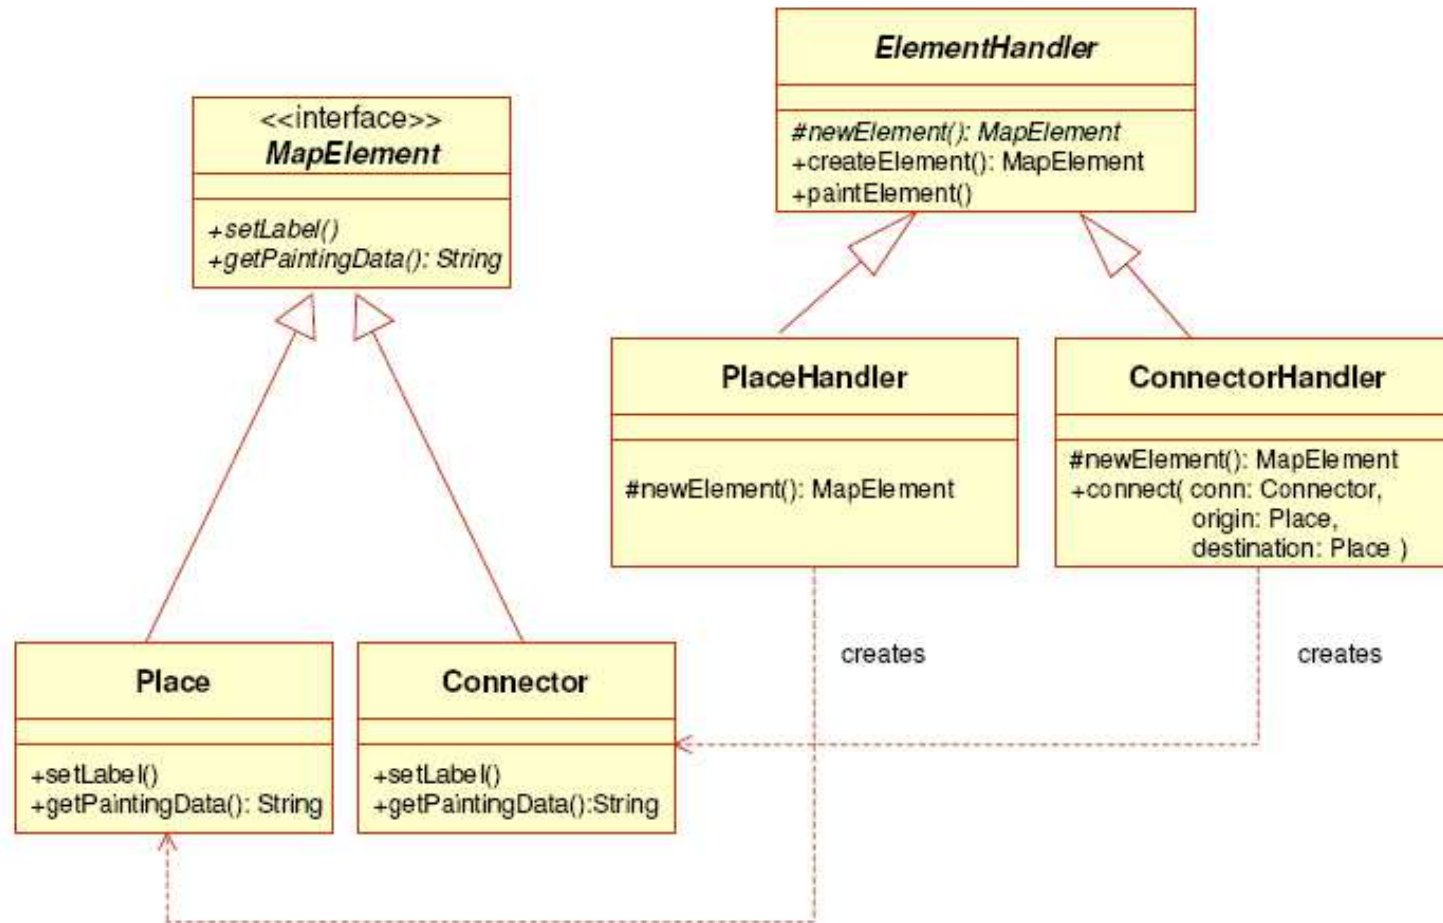 ElementHandler
#newElement(): MapElement
+createElement(): MapElement
+paintElement()
<<interface>>
MapElement
+setLabel()
+getPaintingData(): String
PlaceHandler
#newElement(): MapElement
ConnectorHandler
#newElement(): MapElement
+connect( conn: Connector,
origin: Place,
destination: Place )
creates
creates
Place
+setLabel()
+getPaintingData(): String
Connector
+setLabel()
+getPaintingData():String